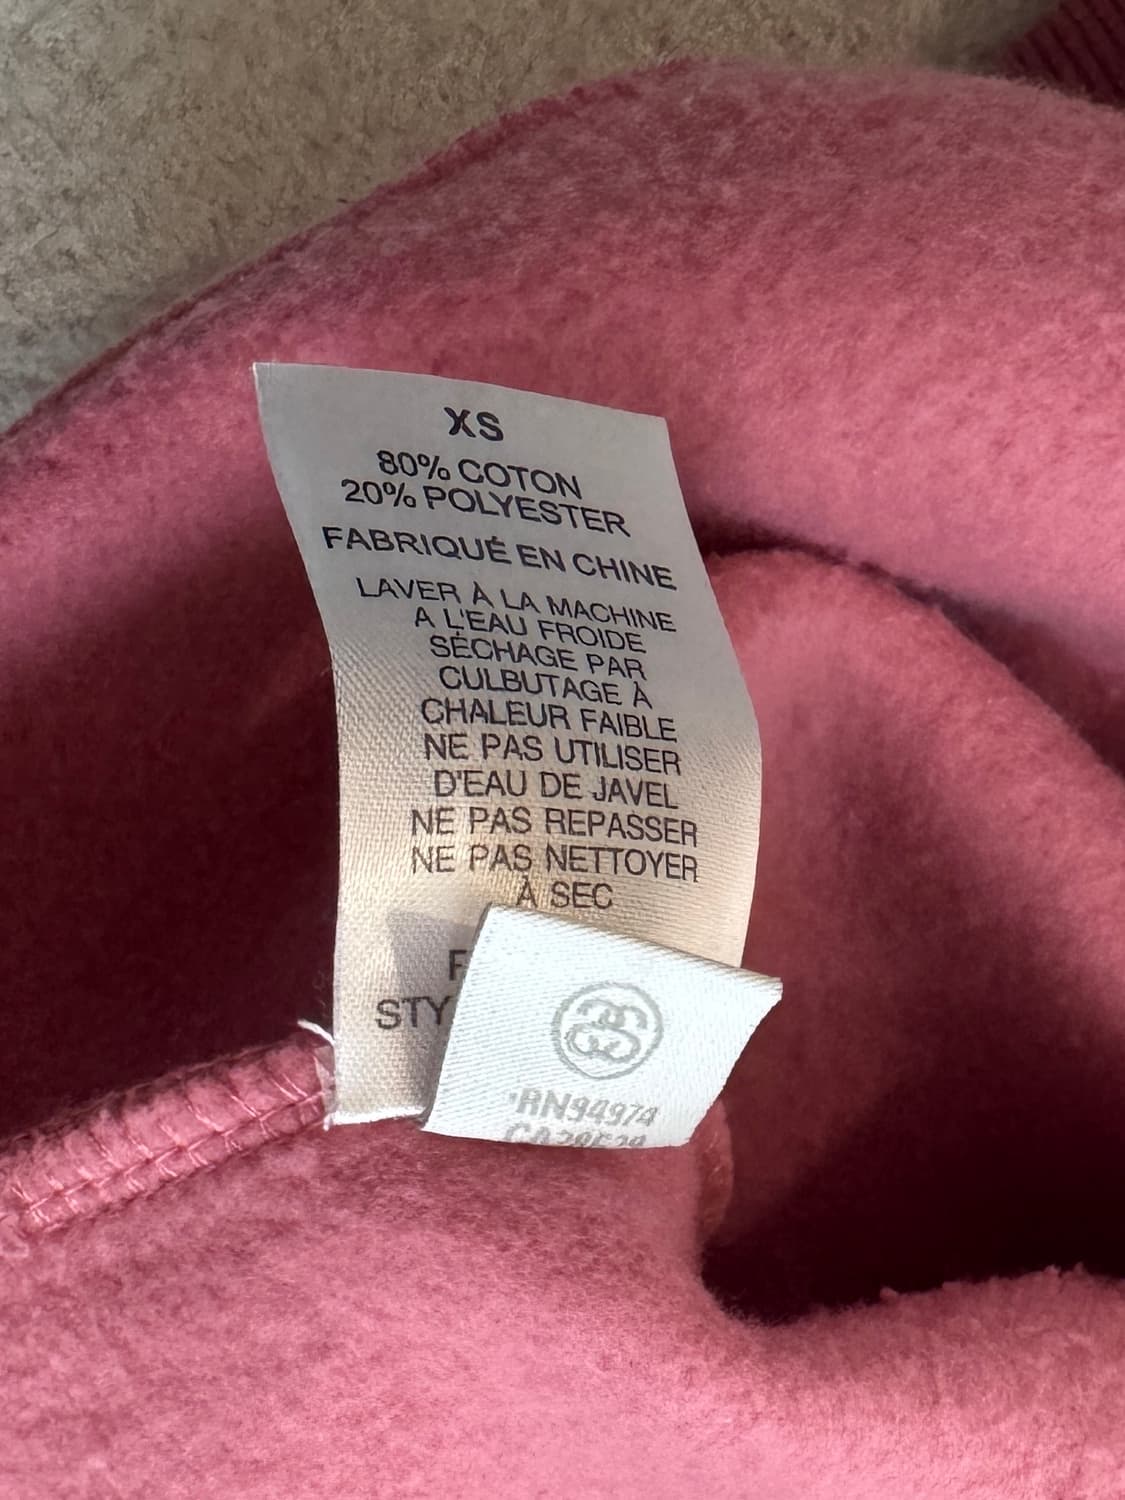 XS
80% COTON
20% POLYESTER
FABRIQUÉ EN CHINE
LAVER À LA MACHINE
A L'EAU FROIDE
SÉCHAGE PAR
CULBUTAGE À
CHALEUR FAIBLE
NE PAS UTILISER
D'EAU DE JAVEL
NE PAS REPASSER
NE PAS NETTOYER
À SEC
RN94974